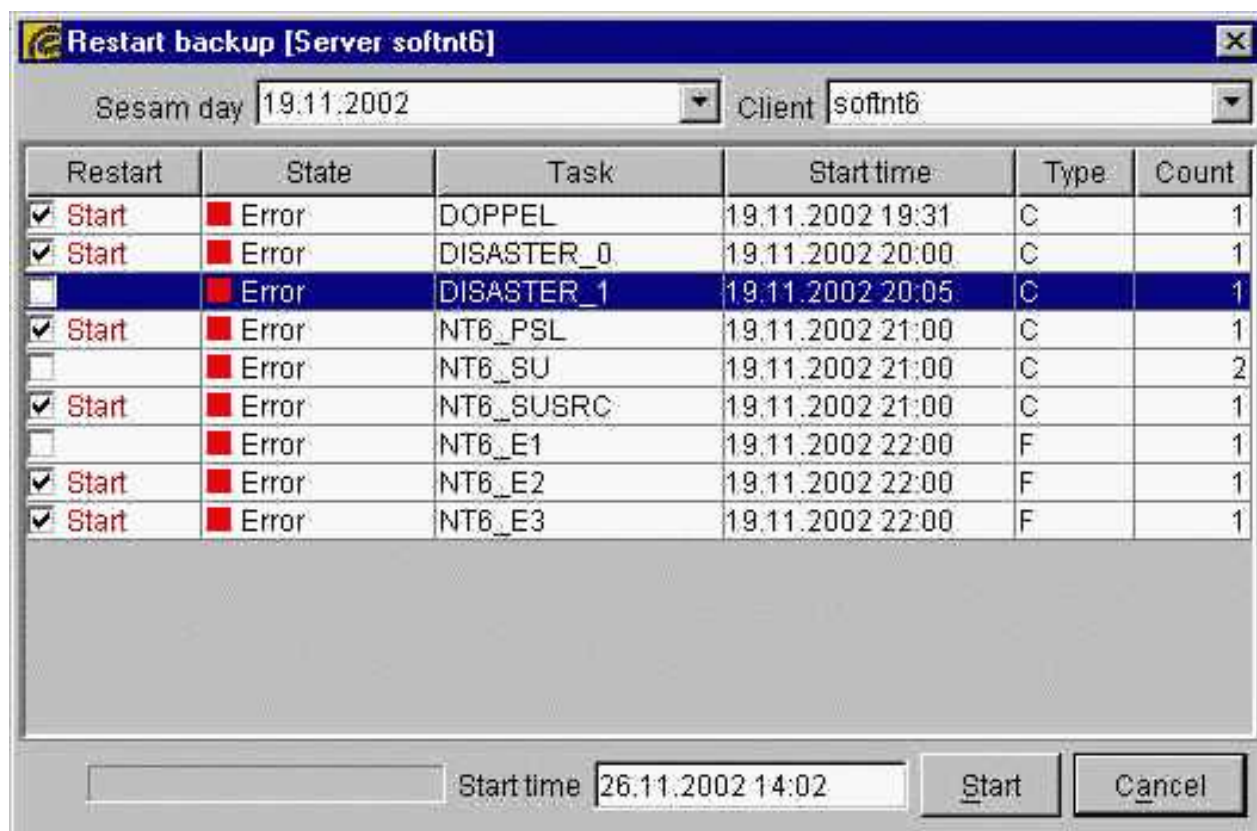 Restart backup [Server softnt6]
Sesam day 19.11.2002 Client softnt6
Restart State Task Start time Type Count
Start Error DOPPEL 19.11.2002 19:31 C 1
Start Error DISASTER_0 19.11.2002 20:00 C 1
Error DISASTER_1 19.11.2002 20:05 C 1
Start Error NT6_PSL 19.11.2002 21:00 C 1
Error NT6_SU 19.11.2002 21:00 C 2
Start Error NT6_SUSRC 19.11.2002 21:00 C 1
Error NT6_E1 19.11.2002 22:00 F 1
Start Error NT6_E2 19.11.2002 22:00 F 1
Start Error NT6_E3 19.11.2002 22:00 F 1
Start time 26.11.2002 14:02 Start Cancel